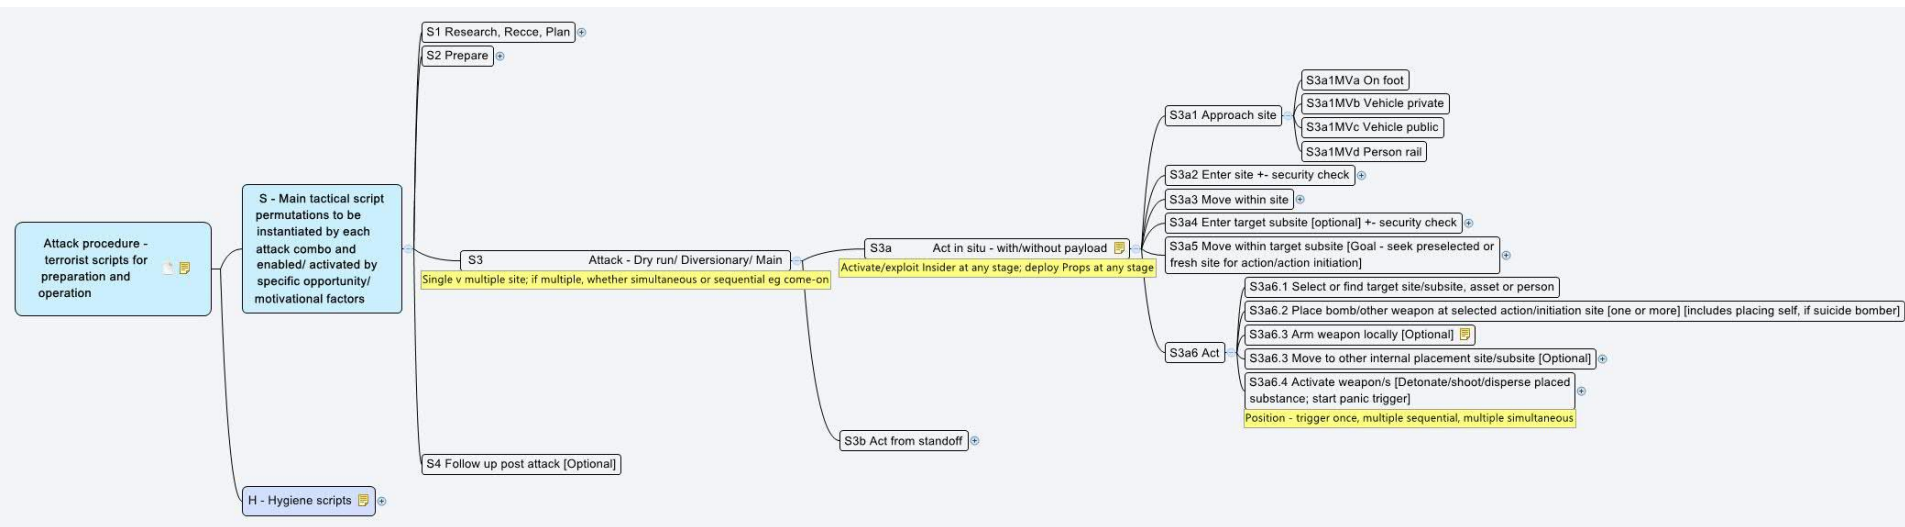 Attack procedure -
terrorist scripts for
preparation and
operation
S - Main tactical script
permutations to be
instantiated by each
attack combo and
enabled/ activated by
specific opportunity/
motivational factors
H - Hygiene scripts
S1 Research, Recce, Plan
S2 Prepare
S3 Attack - Dry run/ Diversionary/ Main
Single v multiple site; if multiple, whether simultaneous or sequential eg come-on
S4 Follow up post attack [Optional]
S3a Act in situ - with/without payload
Activate/exploit Insider at any stage; deploy Props at any stage
S3b Act from standoff
S3a1 Approach site
S3a1MVa On foot
S3a1MVb Vehicle private
S3a1MVc Vehicle public
S3a1MVd Person rail
S3a2 Enter site +- security check
S3a3 Move within site
S3a4 Enter target subsite [optional] +- security check
S3a5 Move within target subsite [Goal - seek preselected or
fresh site for action/action initiation]
S3a6 Act
S3a6.1 Select or find target site/subsite, asset or person
S3a6.2 Place bomb/other weapon at selected action/initiation site [one or more] [includes placing self, if suicide bomber]
S3a6.3 Arm weapon locally [Optional]
S3a6.3 Move to other internal placement site/subsite [Optional]
S3a6.4 Activate weapon/s [Detonate/shoot/disperse placed
substance; start panic trigger]
Position - trigger once, multiple sequential, multiple simultaneous